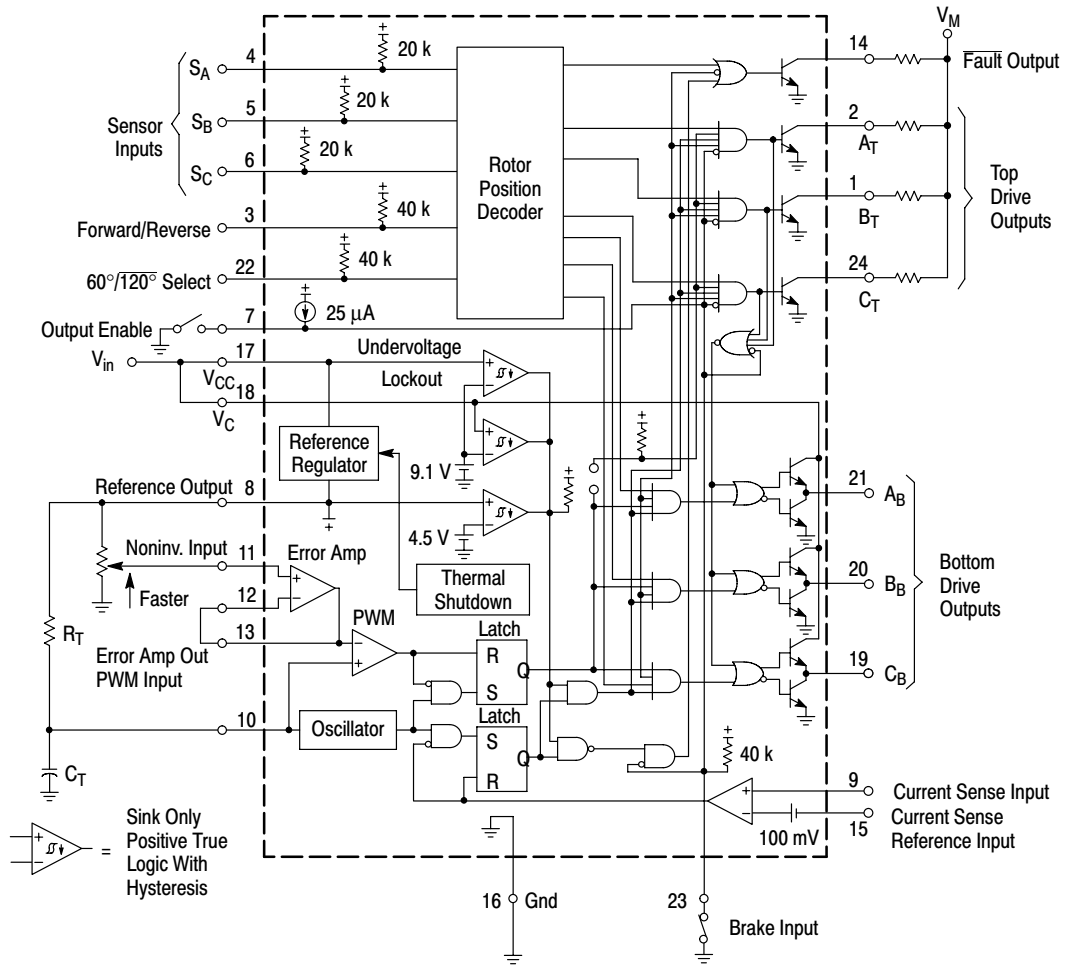 V_M
14
Fault Output
4
S_A
20 k
5
S_B
20 k
Sensor
Inputs
6
S_C
20 k
3
Forward/Reverse
40 k
22
60°/120° Select
40 k
7
Output Enable
25 μA
Rotor
Position
Decoder
2
A_T
1
B_T
24
C_T
Top
Drive
Outputs
V_in
17
V_CC
18
V_C
Undervoltage
Lockout
Reference
Regulator
9.1 V
Reference Output
8
4.5 V
Noninv. Input
11
Error Amp
Faster
12
13
R_T
Error Amp Out
PWM Input
Thermal
Shutdown
PWM
Latch
R
Q
S
10
Oscillator
Latch
S
Q
R
C_T
21
A_B
20
B_B
19
C_B
Bottom
Drive
Outputs
40 k
9
Current Sense Input
100 mV
15
Current Sense
Reference Input
=
Sink Only
Positive True
Logic With
Hysteresis
16
Gnd
23
Brake Input